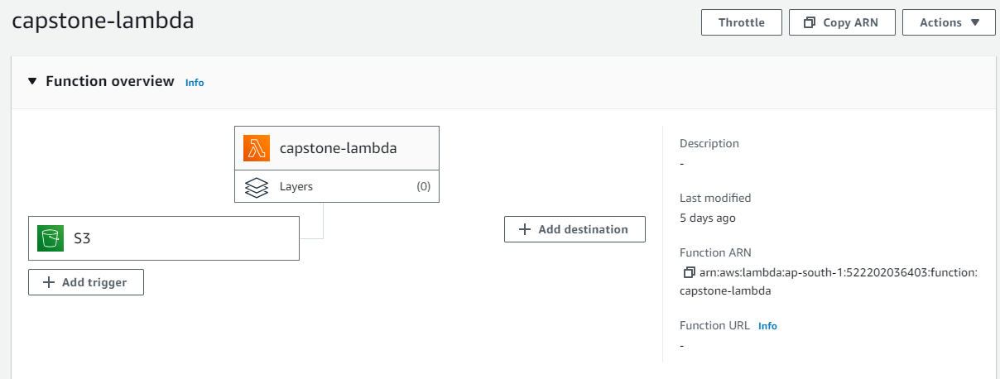 capstone-lambda
Throttle
Copy ARN
Actions
Function overview Info
capstone-lambda
Layers (0)
S3
Add trigger
Add destination
Description
-
Last modified
5 days ago
Function ARN
arn:aws:lambda:ap-south-1:522202036403:function:
capstone-lambda
Function URL Info
-